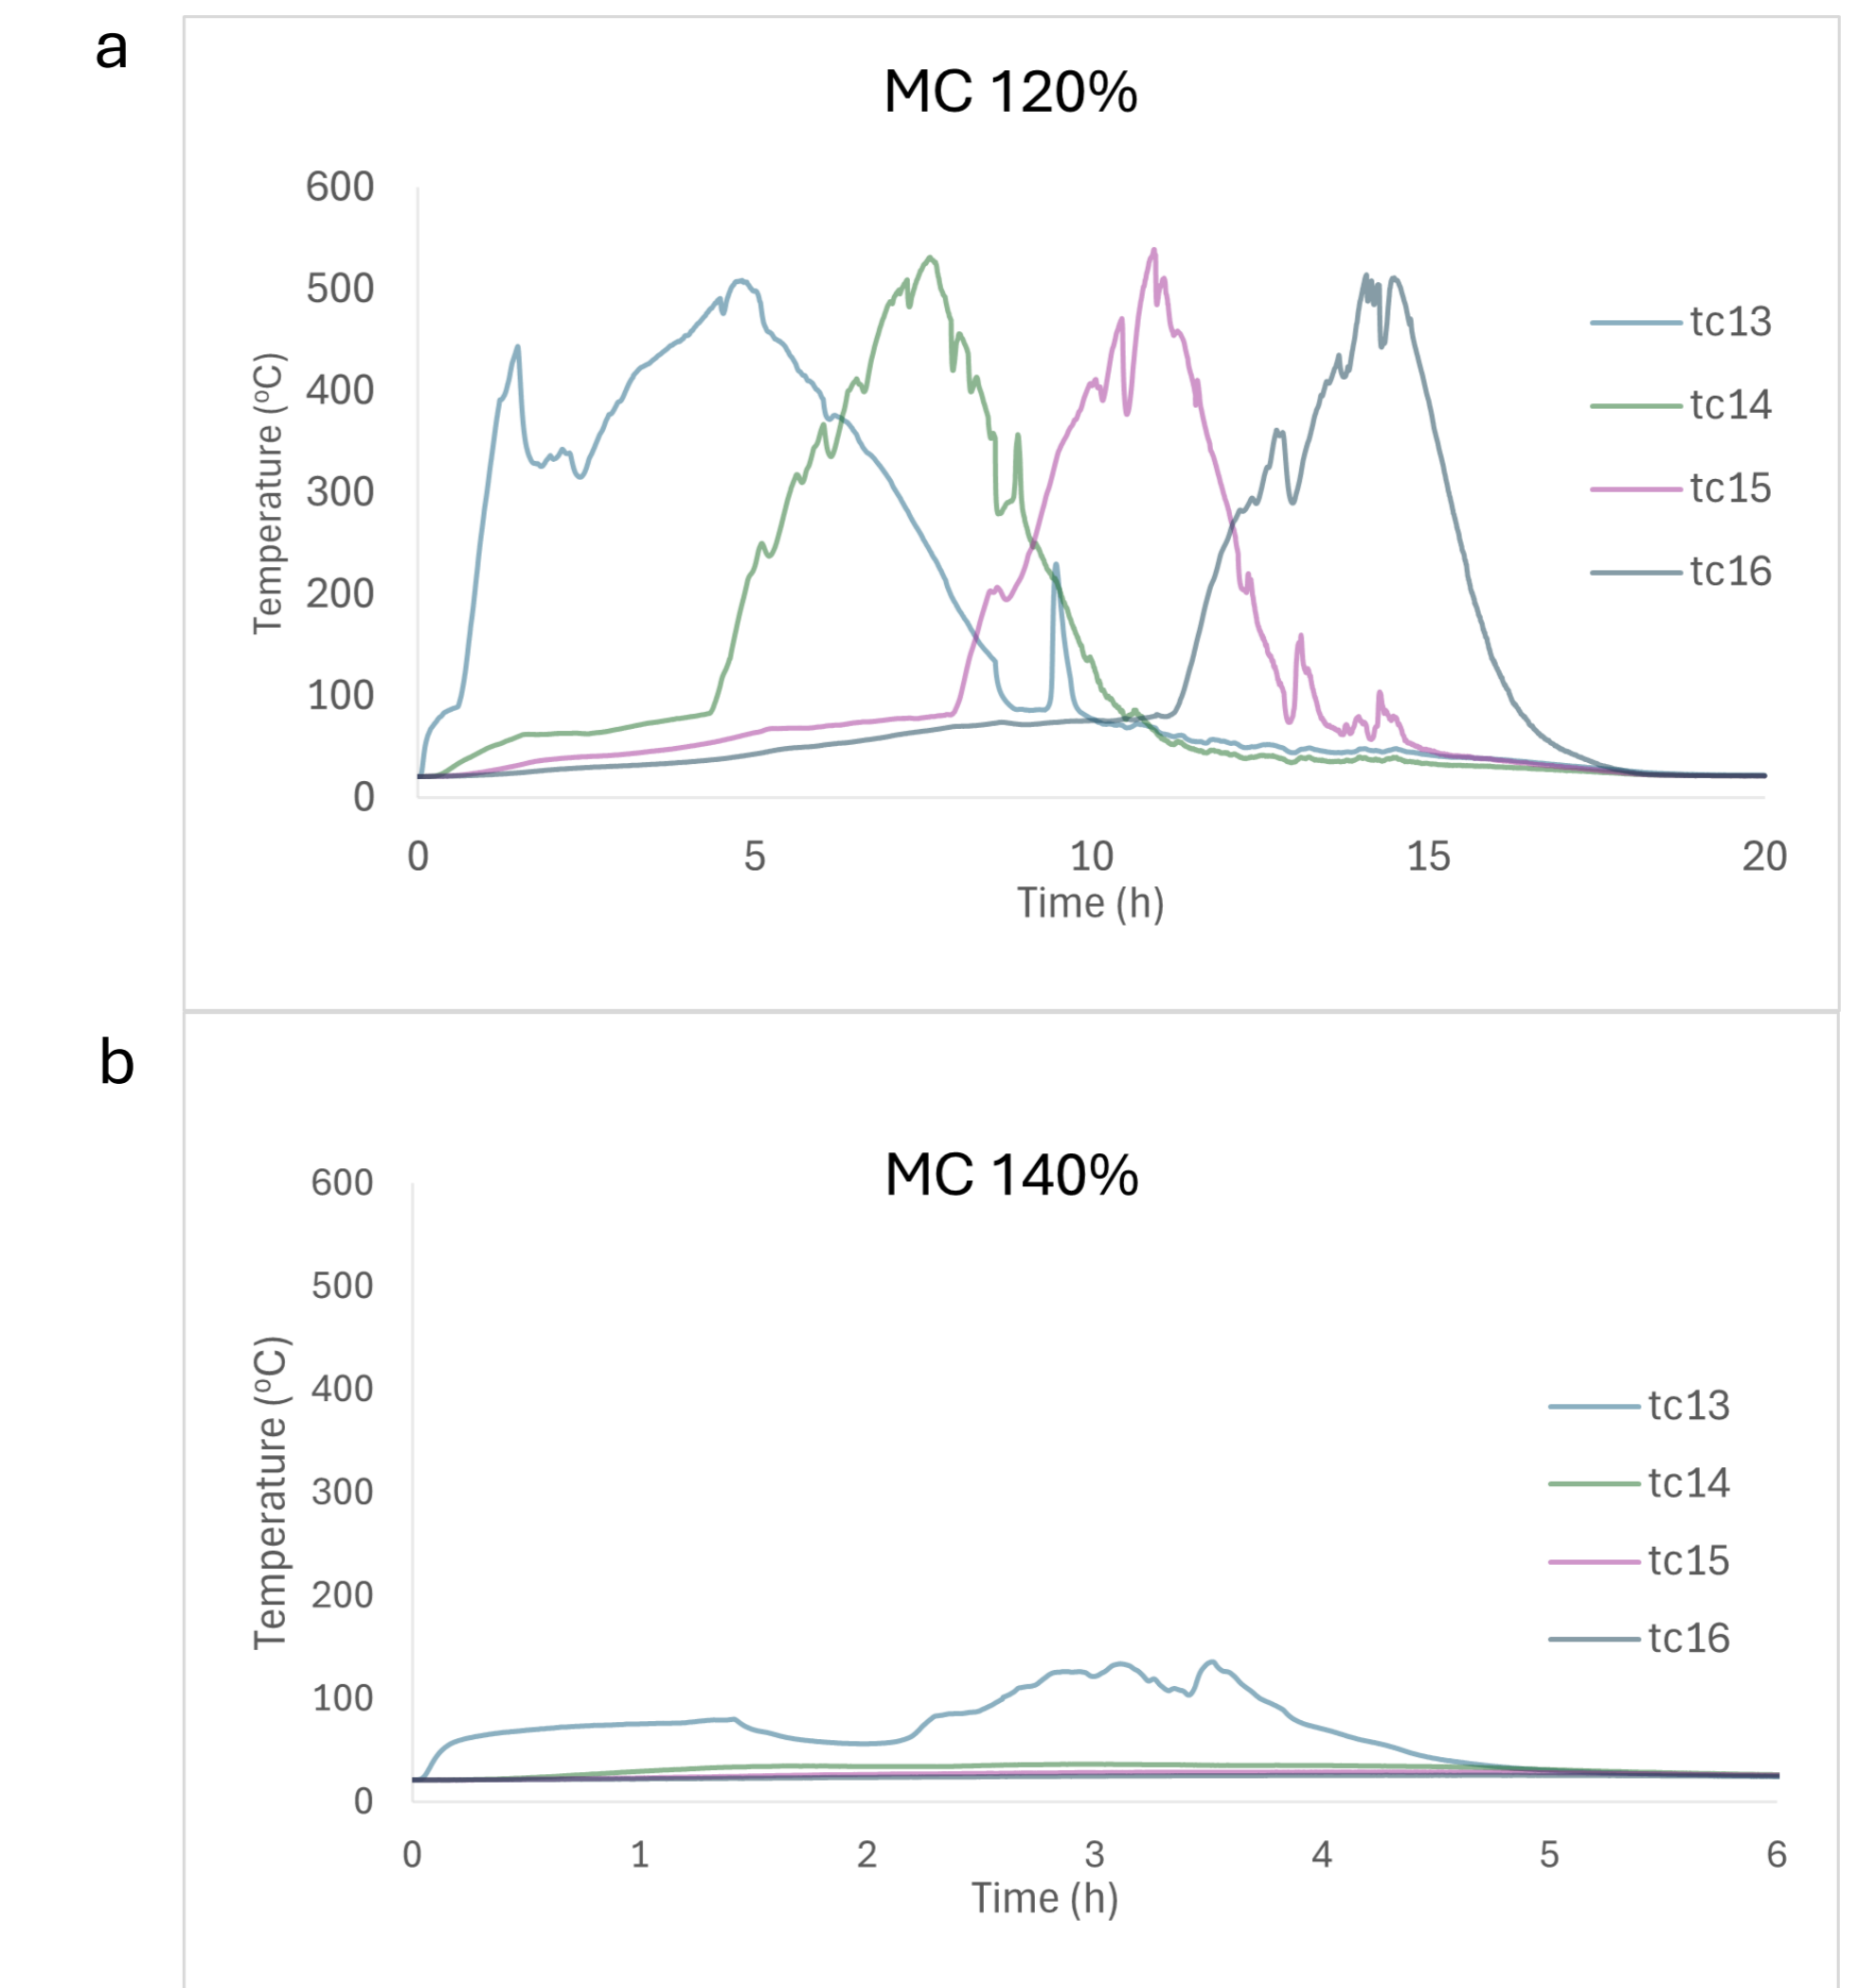 a
MC 120%
600
500
400
300
200
100
0
Temperature (ºC)
0 5 10 15 20
Time (h)
tc13
tc14
tc15
tc16
b
MC 140%
600
500
400
300
200
100
0
Temperature (ºC)
0 1 2 3 4 5 6
Time (h)
tc13
tc14
tc15
tc16